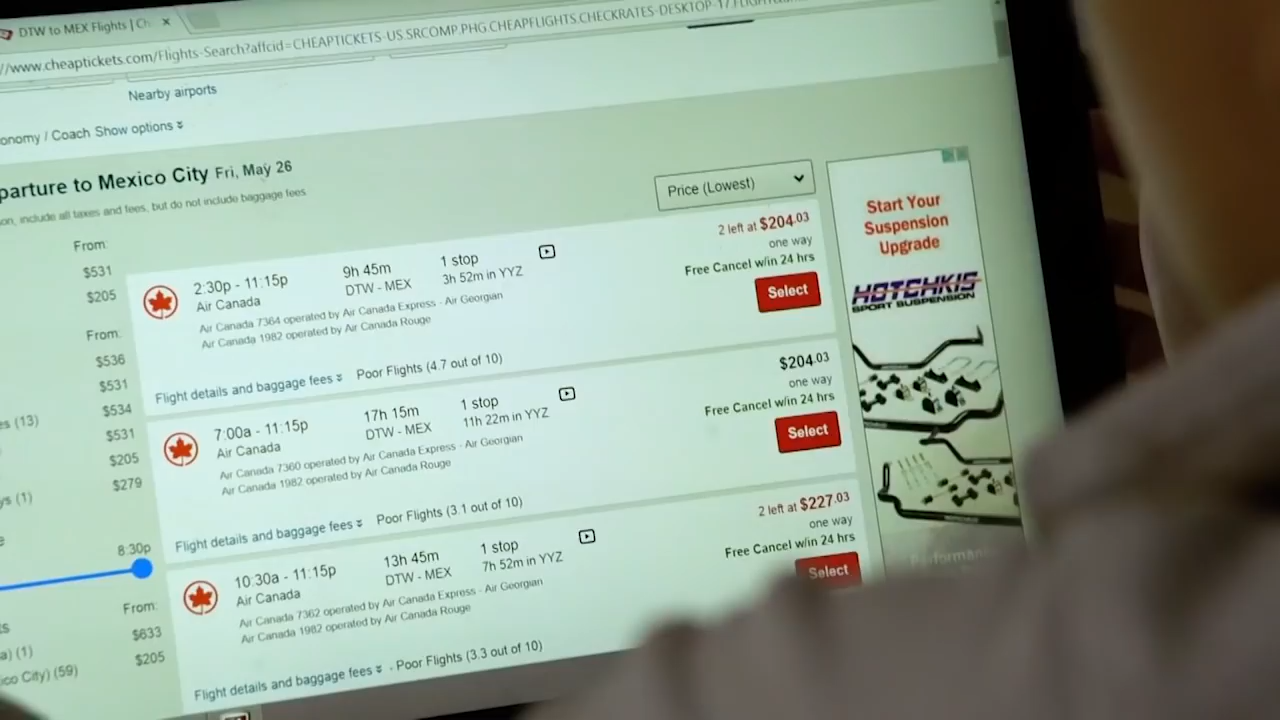 DTW to MEX Flights | Ch
//www.cheaptickets.com/Flights-Search?affcid=CHEAPTICKETS-US.SRCOMP.PHG.CHEAPFLIGHTS.CHECKRATES-DESKTOP-17.FLIGHT
Nearby airports
onomy / Coach Show options
parture to Mexico City Fri, May 26
on, include all taxes and fees, but do not include baggage fees
Price (Lowest)
From:
$531
$205
From:
$536
$531
$534
es (13)
$531
$205
ys (1)
$279
e
8:30p
From:
ts
$633
a) (1)
$205
ico City) (59)
2:30p - 11:15p
Air Canada
9h 45m
DTW - MEX
1 stop
3h 52m in YYZ
Air Canada 7364 operated by Air Canada Express - Air Georgian
Air Canada 1982 operated by Air Canada Rouge
2 left at $204.03
one way
Free Cancel w/in 24 hrs
Select
Flight details and baggage fees
Poor Flights (4.7 out of 10)
7:00a - 11:15p
Air Canada
17h 15m
DTW - MEX
1 stop
11h 22m in YYZ
Air Canada 7360 operated by Air Canada Express - Air Georgian
Air Canada 1982 operated by Air Canada Rouge
$204.03
one way
Free Cancel w/in 24 hrs
Select
Flight details and baggage fees
Poor Flights (3.1 out of 10)
10:30a - 11:15p
Air Canada
13h 45m
DTW - MEX
1 stop
7h 52m in YYZ
Air Canada 7362 operated by Air Canada Express - Air Georgian
Air Canada 1982 operated by Air Canada Rouge
2 left at $227.03
one way
Free Cancel w/in 24 hrs
Select
Flight details and baggage fees
- Poor Flights (3.3 out of 10)
Start Your
Suspension
Upgrade
HOTCHKIS
SPORT SUSPENSION
Performan